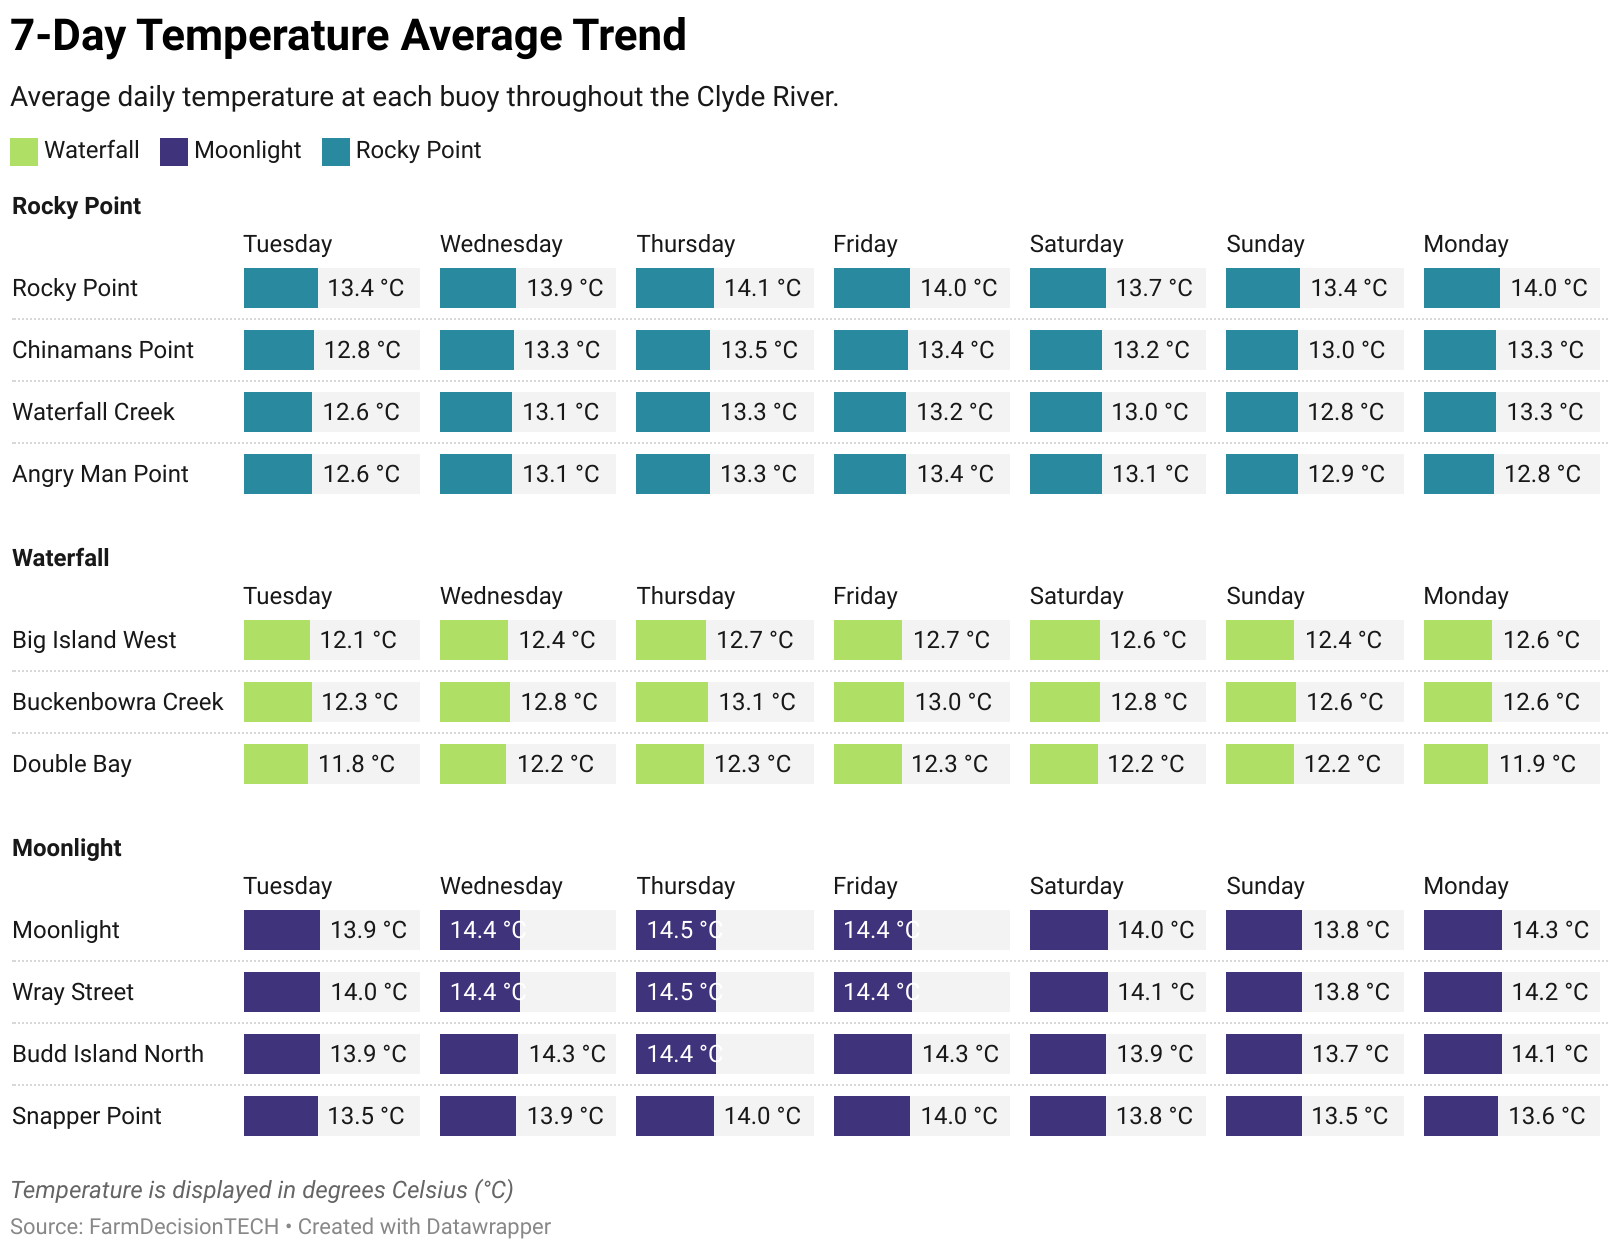 7-Day Temperature Average Trend
Average daily temperature at each buoy throughout the Clyde River.
Waterfall Moonlight Rocky Point
Rocky Point
Tuesday Wednesday Thursday Friday Saturday Sunday Monday
Rocky Point 13.4 °C 13.9 °C 14.1 °C 14.0 °C 13.7 °C 13.4 °C 14.0 °C
Chinamans Point 12.8 °C 13.3 °C 13.5 °C 13.4 °C 13.2 °C 13.0 °C 13.3 °C
Waterfall Creek 12.6 °C 13.1 °C 13.3 °C 13.2 °C 13.0 °C 12.8 °C 13.3 °C
Angry Man Point 12.6 °C 13.1 °C 13.3 °C 13.4 °C 13.1 °C 12.9 °C 12.8 °C
Waterfall
Tuesday Wednesday Thursday Friday Saturday Sunday Monday
Big Island West 12.1 °C 12.4 °C 12.7 °C 12.7 °C 12.6 °C 12.4 °C 12.6 °C
Buckenbowra Creek 12.3 °C 12.8 °C 13.1 °C 13.0 °C 12.8 °C 12.6 °C 12.6 °C
Double Bay 11.8 °C 12.2 °C 12.3 °C 12.3 °C 12.2 °C 12.2 °C 11.9 °C
Moonlight
Tuesday Wednesday Thursday Friday Saturday Sunday Monday
Moonlight 13.9 °C 14.4 °C 14.5 °C 14.4 °C 14.0 °C 13.8 °C 14.3 °C
Wray Street 14.0 °C 14.4 °C 14.5 °C 14.4 °C 14.1 °C 13.8 °C 14.2 °C
Budd Island North 13.9 °C 14.3 °C 14.4 °C 14.3 °C 13.9 °C 13.7 °C 14.1 °C
Snapper Point 13.5 °C 13.9 °C 14.0 °C 14.0 °C 13.8 °C 13.5 °C 13.6 °C
Temperature is displayed in degrees Celsius (°C)
Source: FarmDecisionTECH • Created with Datawrapper